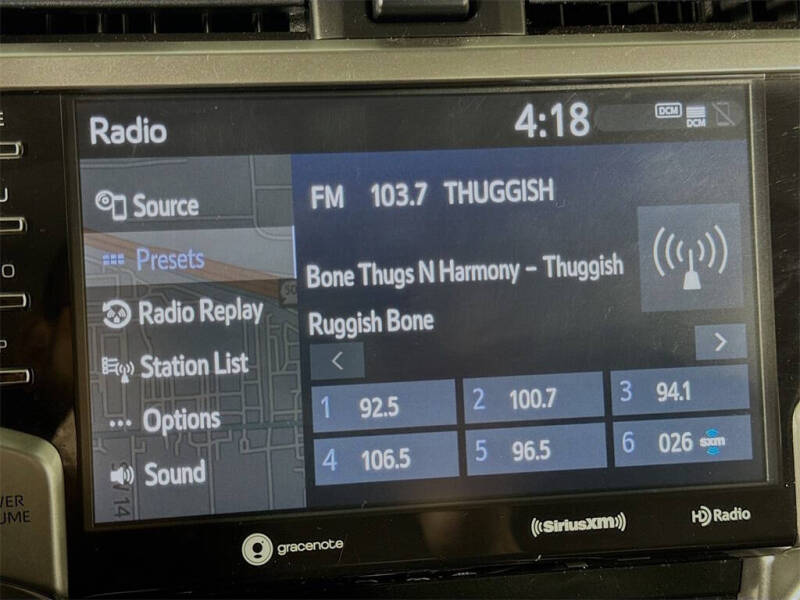 Radio
4:18
DCM
DCM
Source
Presets
Radio Replay
Station List
Options
Sound
FM 103.7 THUGGISH
Bone Thugs N Harmony – Thuggish
Ruggish Bone
<
>
1 92.5
2 100.7
3 94.1
4 106.5
5 96.5
6 026 sxm
gracenote
((SiriusXM))
HD Radio